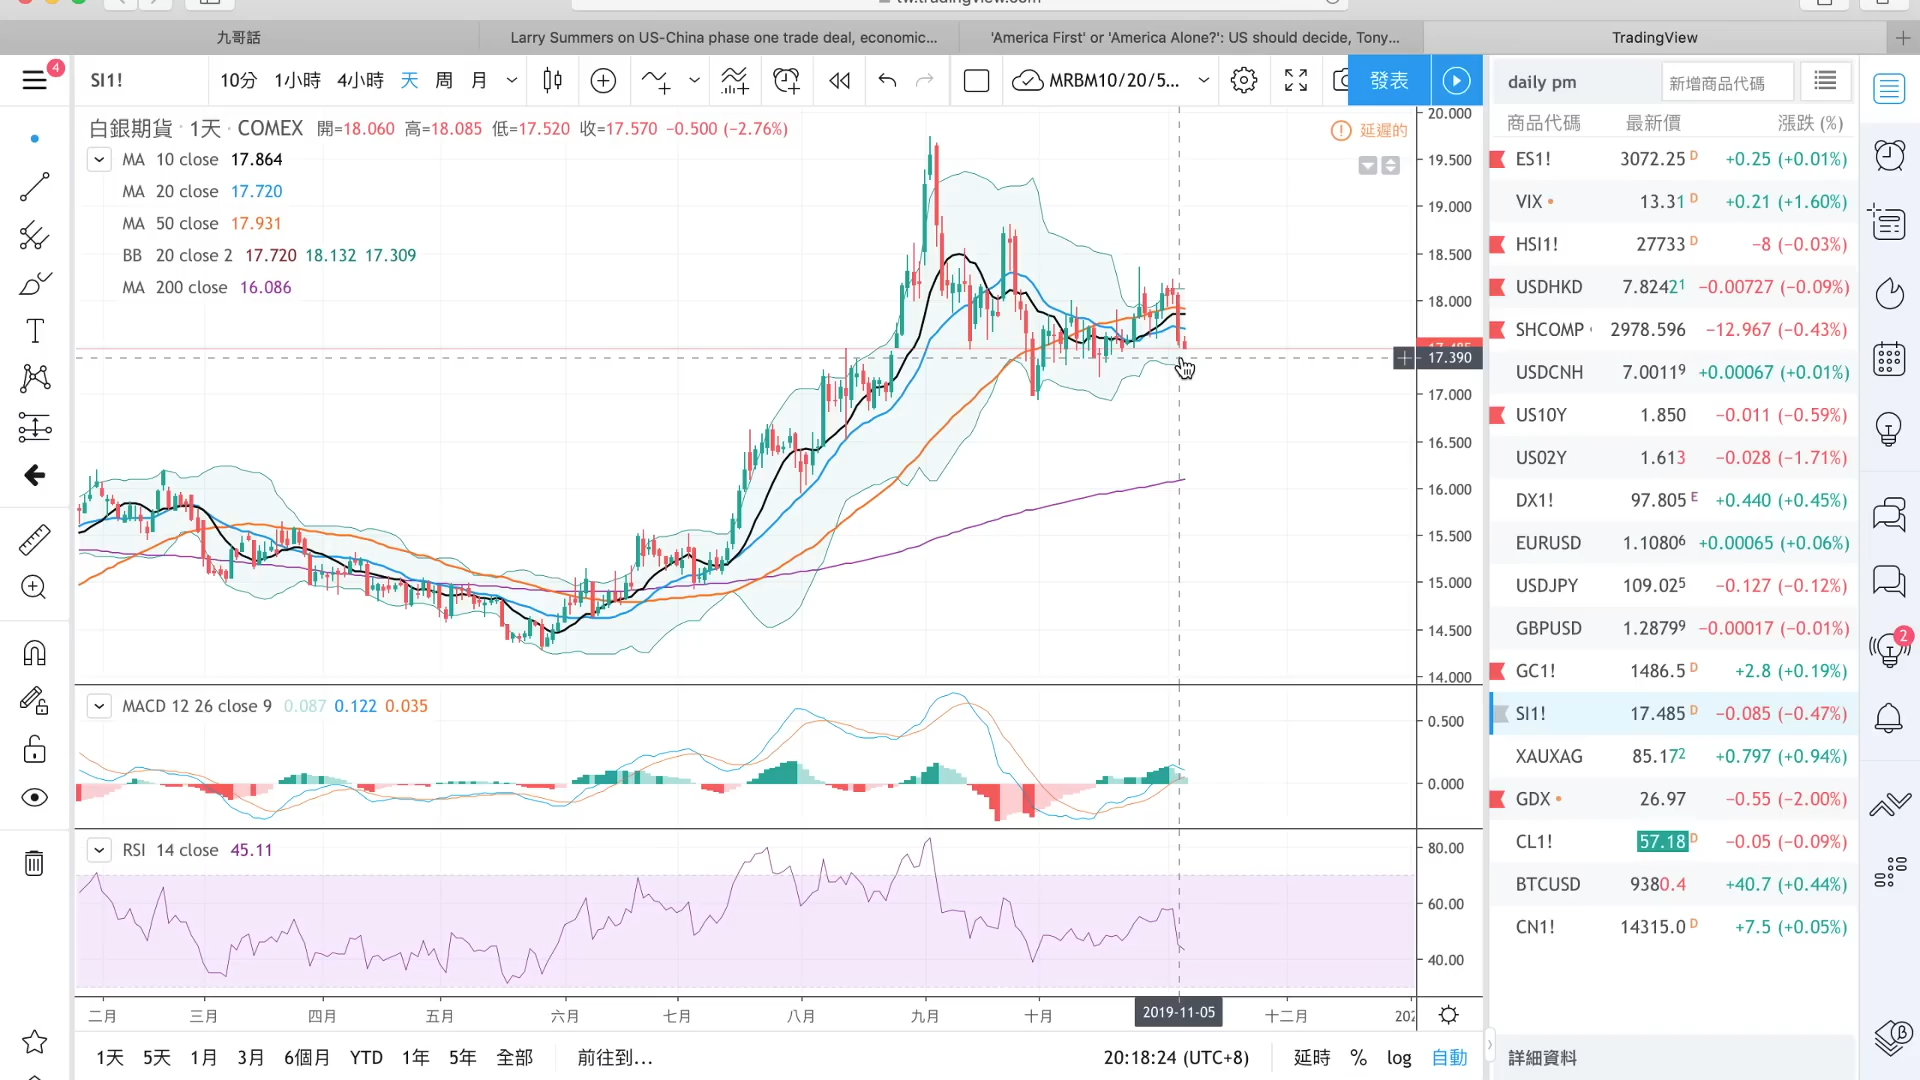 九哥話
Larry Summers on US-China phase one trade deal, economic...
'America First' or 'America Alone?': US should decide, Tony...
TradingView
4
SI1!
10分 1小時 4小時 天 周 月
MRBM10/20/5...
發表
daily pm
新增商品代碼
白銀期貨 · 1天 · COMEX 開=18.060 高=18.085 低=17.520 收=17.570 −0.500 (−2.76%)
延遲的
MA 10 close 17.864
MA 20 close 17.720
MA 50 close 17.931
BB 20 close 2 17.720 18.132 17.309
MA 200 close 16.086
20.000
19.500
19.000
18.500
18.000
17.390
17.000
16.500
16.000
15.500
15.000
14.500
14.000
MACD 12 26 close 9 0.087 0.122 0.035
0.500
0.000
RSI 14 close 45.11
80.00
60.00
40.00
二月 三月 四月 五月 六月 七月 八月 九月 十月 2019-11-05 十二月
1天 5天 1月 3月 6個月 YTD 1年 5年 全部 前往到...
20:18:24 (UTC+8) 延時 % log 自動
商品代碼 最新價 漲跌 (%)
ES1! 3072.25 D +0.25 (+0.01%)
VIX 13.31 D +0.21 (+1.60%)
HSI1! 27733 D −8 (−0.03%)
USDHKD 7.82421 −0.00727 (−0.09%)
SHCOMP 2978.596 −12.967 (−0.43%)
USDCNH 7.00119 +0.00067 (+0.01%)
US10Y 1.850 −0.011 (−0.59%)
US02Y 1.613 −0.028 (−1.71%)
DX1! 97.805 E +0.440 (+0.45%)
EURUSD 1.10806 +0.00065 (+0.06%)
USDJPY 109.025 −0.127 (−0.12%)
GBPUSD 1.28799 −0.00017 (−0.01%)
GC1! 1486.5 D +2.8 (+0.19%)
SI1! 17.485 D −0.085 (−0.47%)
XAUXAG 85.172 +0.797 (+0.94%)
GDX 26.97 −0.55 (−2.00%)
CL1! 57.18 D −0.05 (−0.09%)
BTCUSD 9380.4 +40.7 (+0.44%)
CN1! 14315.0 D +7.5 (+0.05%)
詳細資料
2